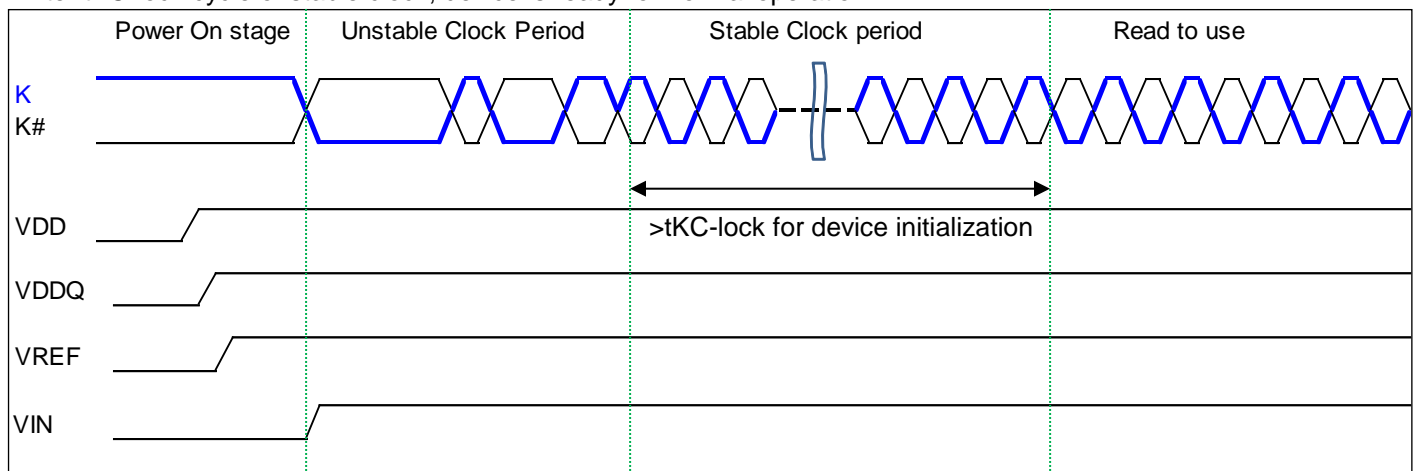 Power On stage Unstable Clock Period Stable Clock period Read to use
K
K#
VDD
>tKC-lock for device initialization
VDDQ
VREF
VIN